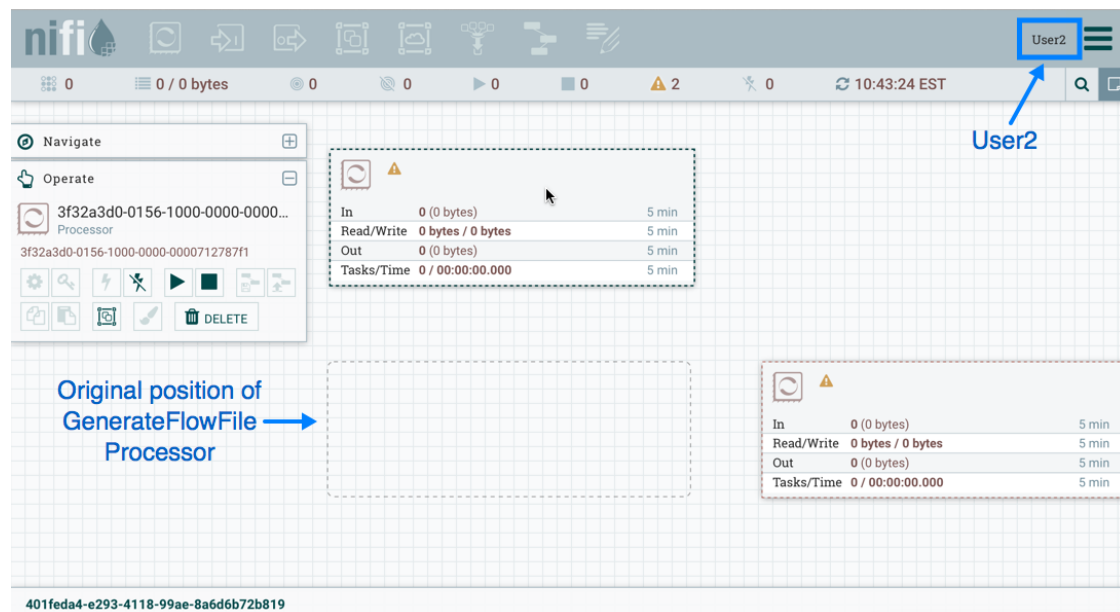 nifi
User2
0
0 / 0 bytes
0
0
0
0
2
0
10:43:24 EST
User2
Navigate
Operate
3f32a3d0-0156-1000-0000-0000...
Processor
3f32a3d0-0156-1000-0000-0000712787f1
DELETE
In 0 (0 bytes) 5 min
Read/Write 0 bytes / 0 bytes 5 min
Out 0 (0 bytes) 5 min
Tasks/Time 0 / 00:00:00.000 5 min
Original position of
GenerateFlowFile
Processor
In 0 (0 bytes) 5 min
Read/Write 0 bytes / 0 bytes 5 min
Out 0 (0 bytes) 5 min
Tasks/Time 0 / 00:00:00.000 5 min
401feda4-e293-4118-99ae-8a6d6b72b819